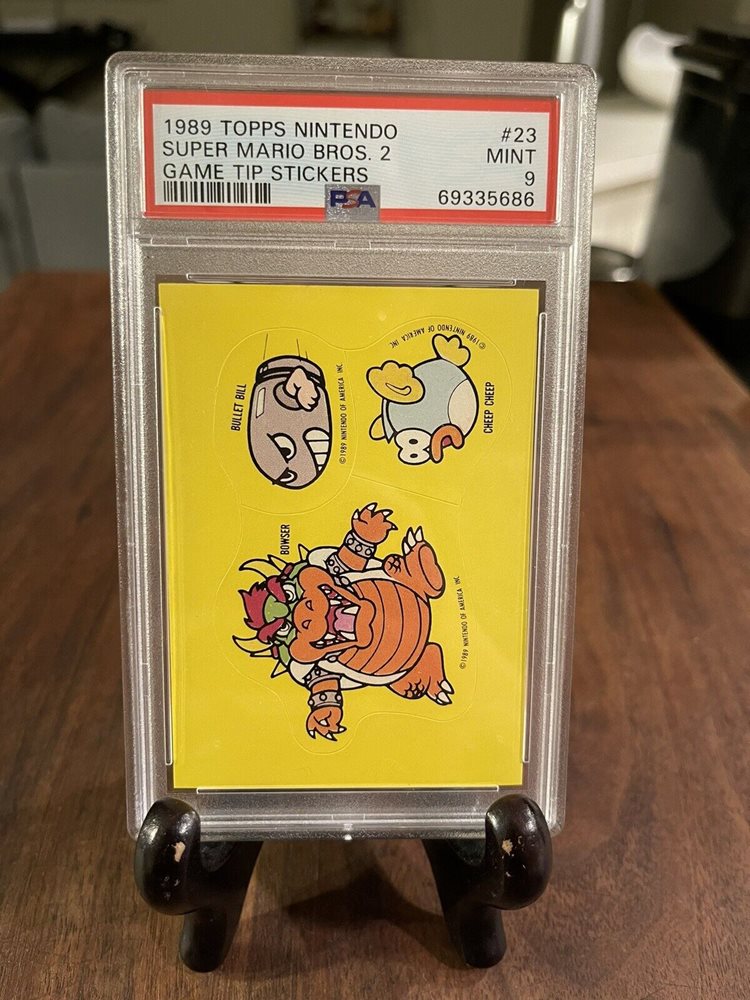 1989 TOPPS NINTENDO #23
SUPER MARIO BROS. 2 MINT
GAME TIP STICKERS 9
PSA 69335686
BULLET BILL
©1989 NINTENDO OF AMERICA INC.
© 1989 NINTENDO OF AMERICA INC.
CHEEP CHEEP
BOWSER
©1989 NINTENDO OF AMERICA INC.